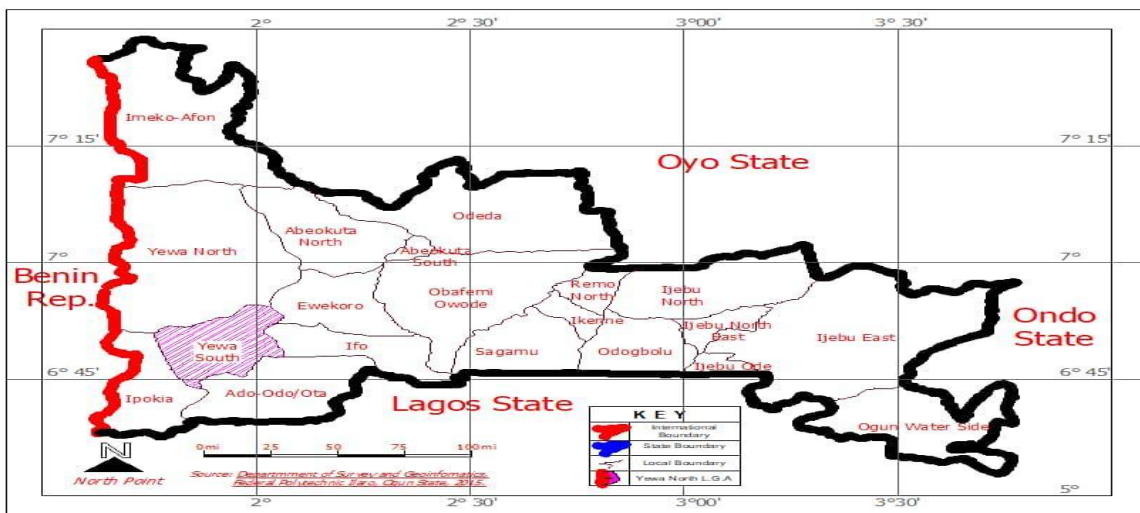 2°
2° 30'
3° 00'
3° 30'
Imeko-Afon
7° 15'
7° 15'
Oyo State
Odeda
Abeokuta
North
Abeokuta
South
Yewa North
7°
7°
Benin
Rep.
Obafemi
Owode
Remo
North
Ijebu
North
Ewekoro
Ikenne
Ijebu North
East
Ijebu East
Ondo
State
Yewa
South
Ifo
Sagamu
Odogbolu
Ijebu Ode
6° 45'
6° 45'
Ipokia
Ado-Odo/Ota
Lagos State
Ogun Water Side
KEY
International
Boundary
State Boundary
Local Boundary
Yewa North L.G.A
N
North Point
0mi
25
50
75
100mi
Source: Departmment of Survey and Geoinfomatics,
Federal Polytechnic Ilaro, Ogun State, 2015.
2°
2° 30'
3° 00'
3° 30'
5°